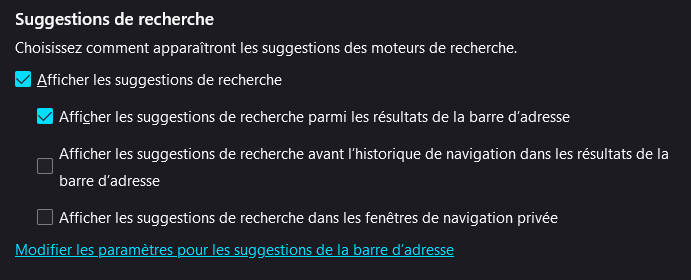 Suggestions de recherche
Choisissez comment apparaîtront les suggestions des moteurs de recherche.
Afficher les suggestions de recherche
Afficher les suggestions de recherche parmi les résultats de la barre d’adresse
Afficher les suggestions de recherche avant l’historique de navigation dans les résultats de la
barre d’adresse
Afficher les suggestions de recherche dans les fenêtres de navigation privée
Modifier les paramètres pour les suggestions de la barre d’adresse